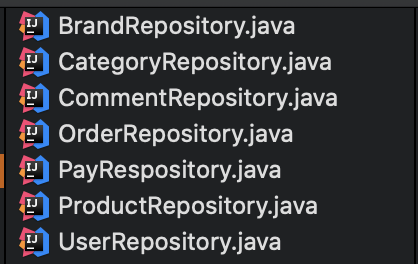 BrandRepository.java
CategoryRepository.java
CommentRepository.java
OrderRepository.java
PayRespository.java
ProductRepository.java
UserRepository.java